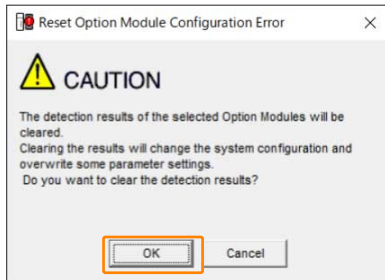 Reset Option Module Configuration Error
CAUTION
The detection results of the selected Option Modules will be
cleared.
Clearing the results will change the system configuration and
overwrite some parameter settings.
Do you want to clear the detection results?
OK
Cancel